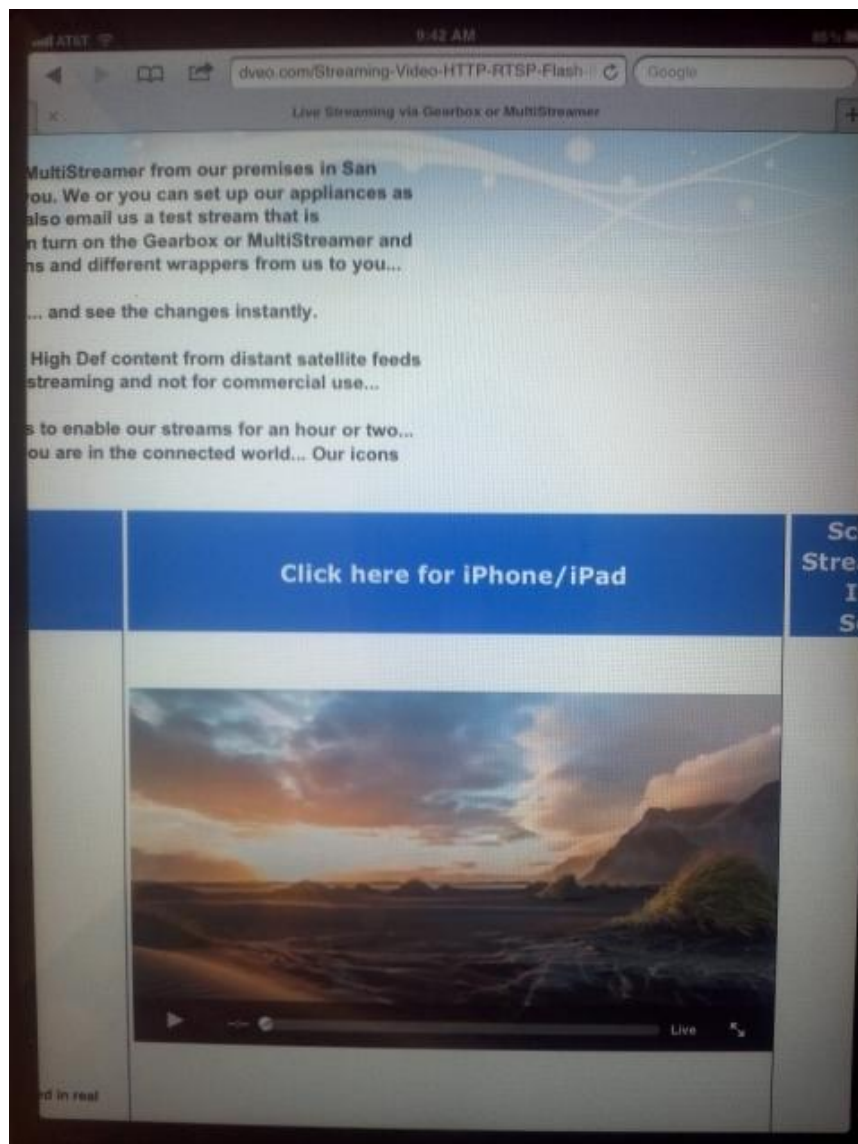 AT&T
9:42 AM
dveo.com/Streaming-Video-HTTP-RTSP-Flash
Google
Live Streaming via Gearbox or MultiStreamer
MultiStreamer from our premises in San
ou. We or you can set up our appliances as
also email us a test stream that is
n turn on the Gearbox or MultiStreamer and
ns and different wrappers from us to you...
... and see the changes instantly.
High Def content from distant satellite feeds
streaming and not for commercial use...
s to enable our streams for an hour or two...
ou are in the connected world... Our icons
Click here for iPhone/iPad
Sc
Stre
I
S
Live
ed in real